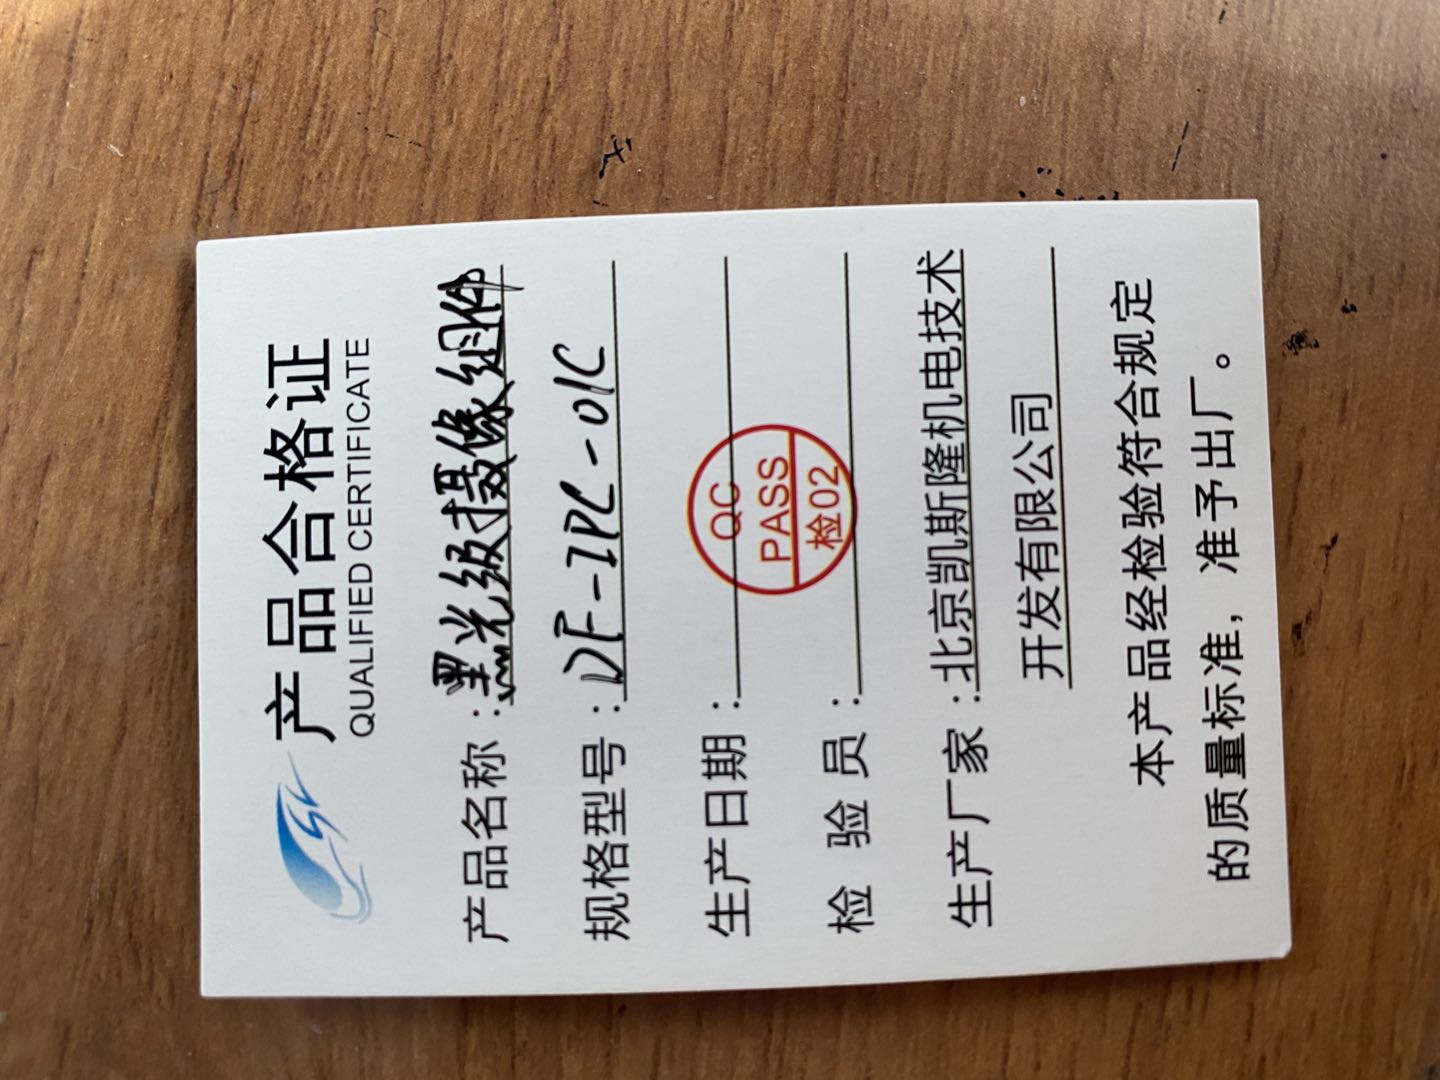 产品合格证
QUALIFIED CERTIFICATE
产品名称：黑光级摄像组件
规格型号：DF-IPC-01C
生产日期：
QC
PASS
检02
检 验 员：
生产厂家：北京凯斯隆机电技术
开发有限公司
本产品经检验符合规定
的质量标准，准予出厂。